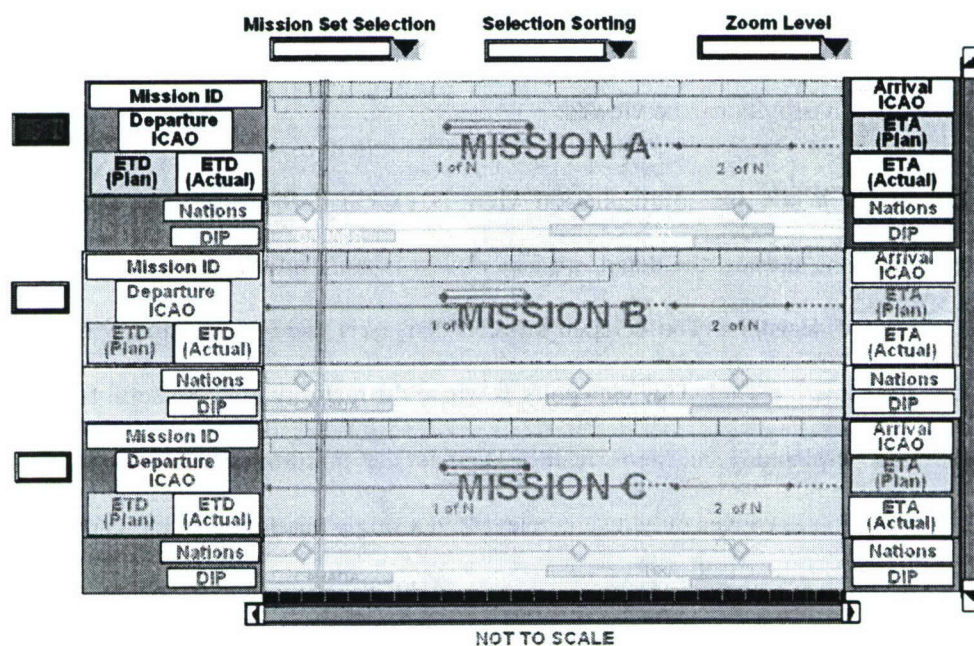 Mission Set Selection Selection Sorting Zoom Level
Mission ID
Departure ICAO
ETD (Plan)
ETD (Actual)
Nations
DIP
MISSION A
1 of N
2 of N
Arrival ICAO
ETA (Plan)
ETA (Actual)
Nations
DIP
Mission ID
Departure ICAO
ETD (Plan)
ETD (Actual)
Nations
DIP
MISSION B
1 of N
2 of N
Arrival ICAO
ETA (Plan)
ETA (Actual)
Nations
DIP
Mission ID
Departure ICAO
ETD (Plan)
ETD (Actual)
Nations
DIP
MISSION C
1 of N
2 of N
Arrival ICAO
ETA (Plan)
ETA (Actual)
Nations
DIP
NOT TO SCALE